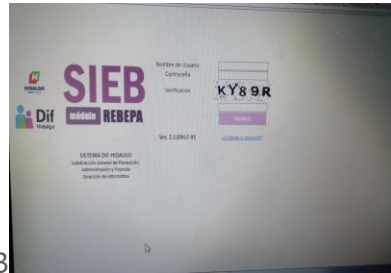 HIDALGO
Dif
Hidalgo
SIEB
módulo REBEPA
SISTEMA DIF HIDALGO
Subdirección General de Planeación,
Administración y Finanzas
Dirección de Informática
Nombre de Usuario
Contraseña
Verificación
KY89R
Ver. 1.120917.01
3